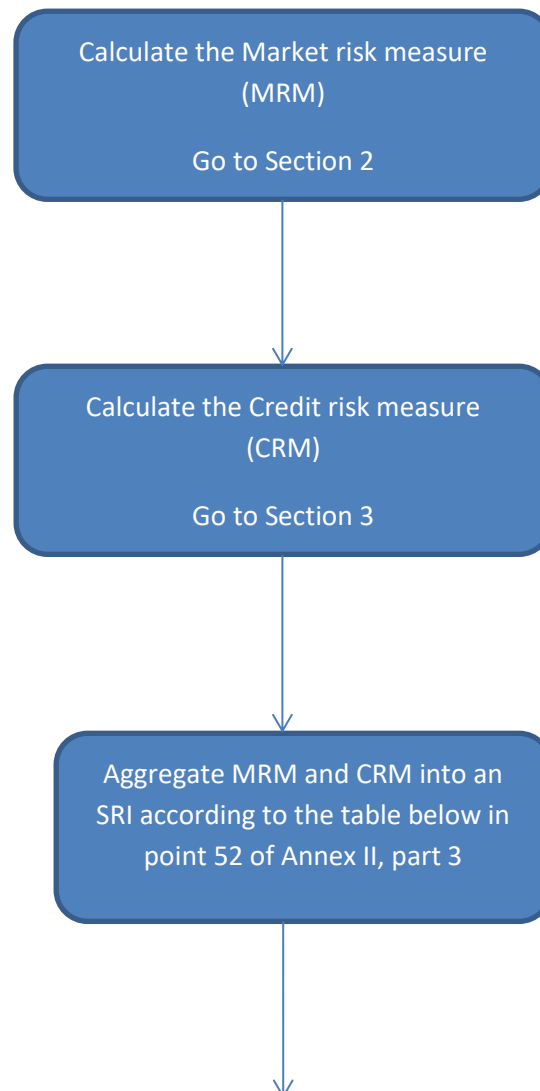 Calculate the Market risk measure
(MRM)
Go to Section 2
Calculate the Credit risk measure
(CRM)
Go to Section 3
Aggregate MRM and CRM into an
SRI according to the table below in
point 52 of Annex II, part 3